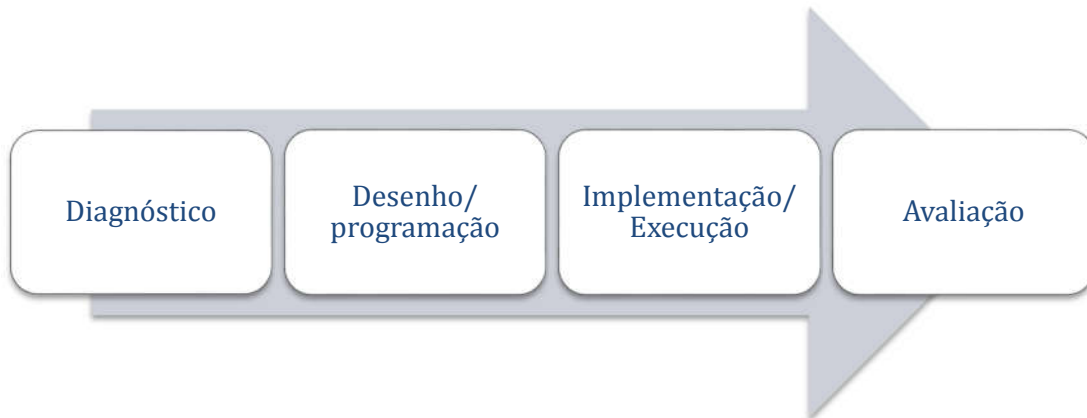 Diagnóstico
Desenho/
programação
Implementação/
Execução
Avaliação